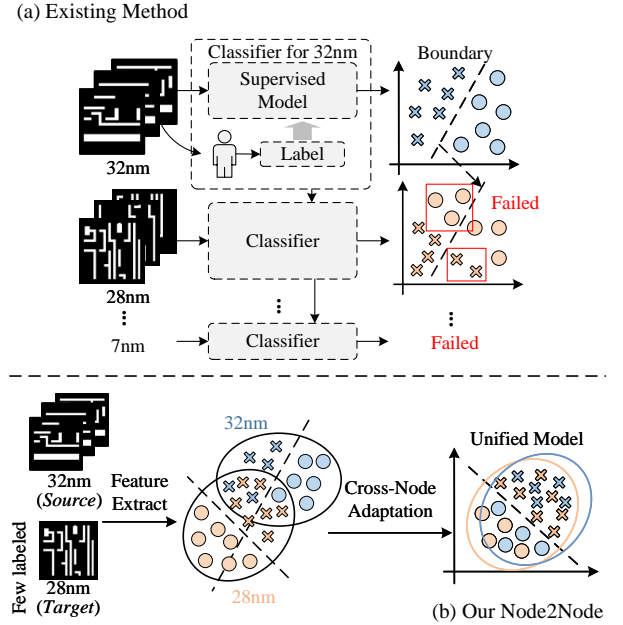 (a) Existing Method
Classifier for 32nm
Boundary
Supervised
Model
Label
32nm
Failed
Classifier
28nm
7nm
Classifier
Failed
32nm
Unified Model
32nm
(Source)
Feature
Extract
Cross-Node
Adaptation
Few labeled
28nm
(Target)
28nm
(b) Our Node2Node